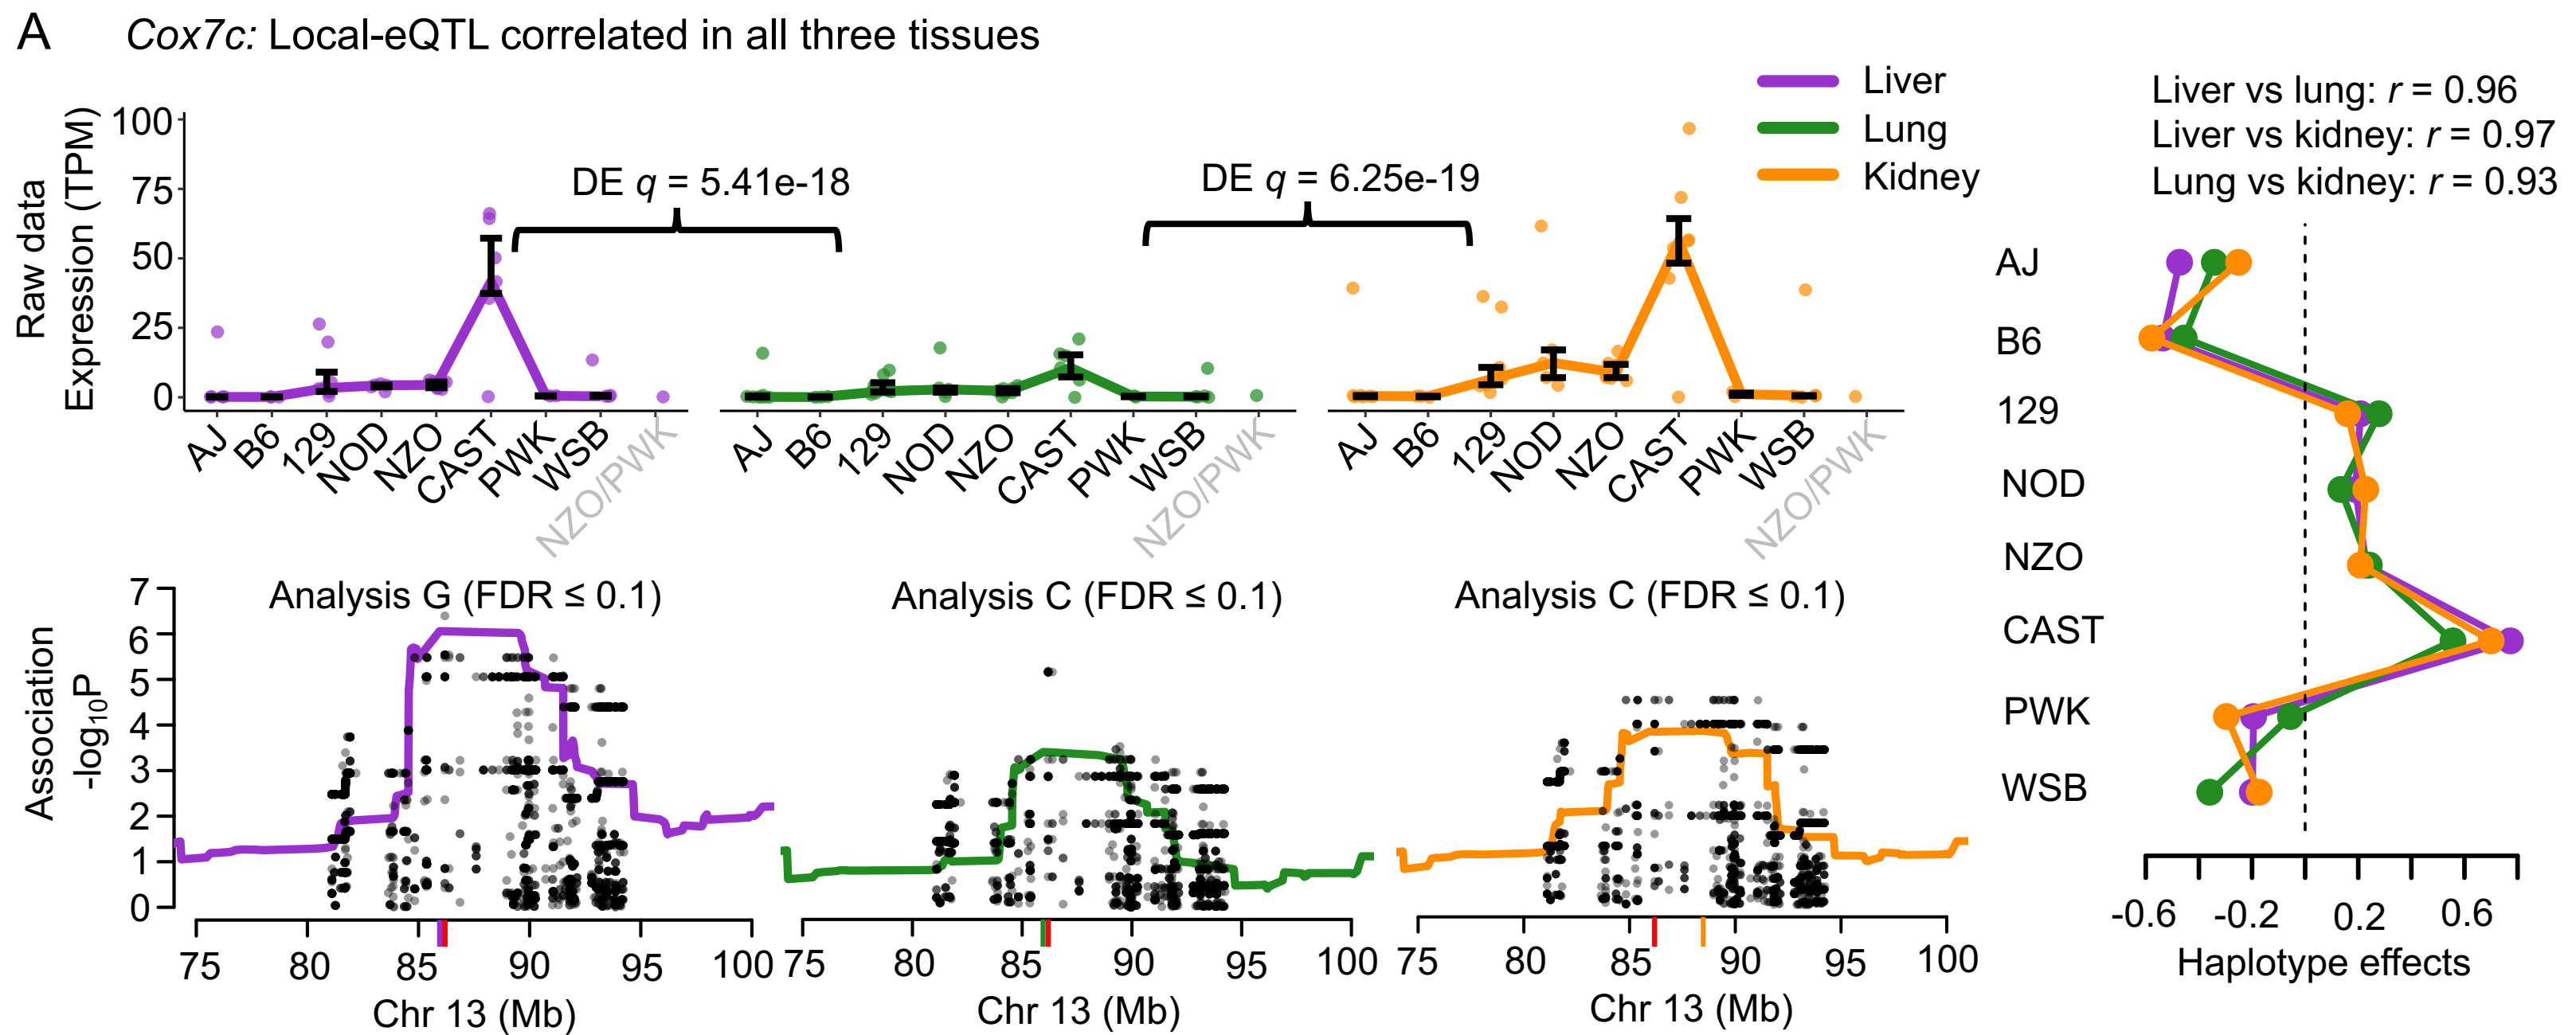 A
Cox7c: Local-eQTL correlated in all three tissues
Liver
Lung
Kidney
Liver vs lung: r = 0.96
Liver vs kidney: r = 0.97
Lung vs kidney: r = 0.93
Raw data
Expression (TPM)
100
75
50
25
0
DE q = 5.41e-18
DE q = 6.25e-19
AJ B6 129 NOD NZO CAST PWK WSB NZO/PWK
AJ B6 129 NOD NZO CAST PWK WSB NZO/PWK
AJ B6 129 NOD NZO CAST PWK WSB NZO/PWK
Association
-log10P
7
6
5
4
3
2
1
0
Analysis G (FDR ≤ 0.1)
Analysis C (FDR ≤ 0.1)
Analysis C (FDR ≤ 0.1)
75 80 85 90 95 100
Chr 13 (Mb)
75 80 85 90 95 100
Chr 13 (Mb)
75 80 85 90 95 100
Chr 13 (Mb)
AJ
B6
129
NOD
NZO
CAST
PWK
WSB
-0.6 -0.2 0.2 0.6
Haplotype effects